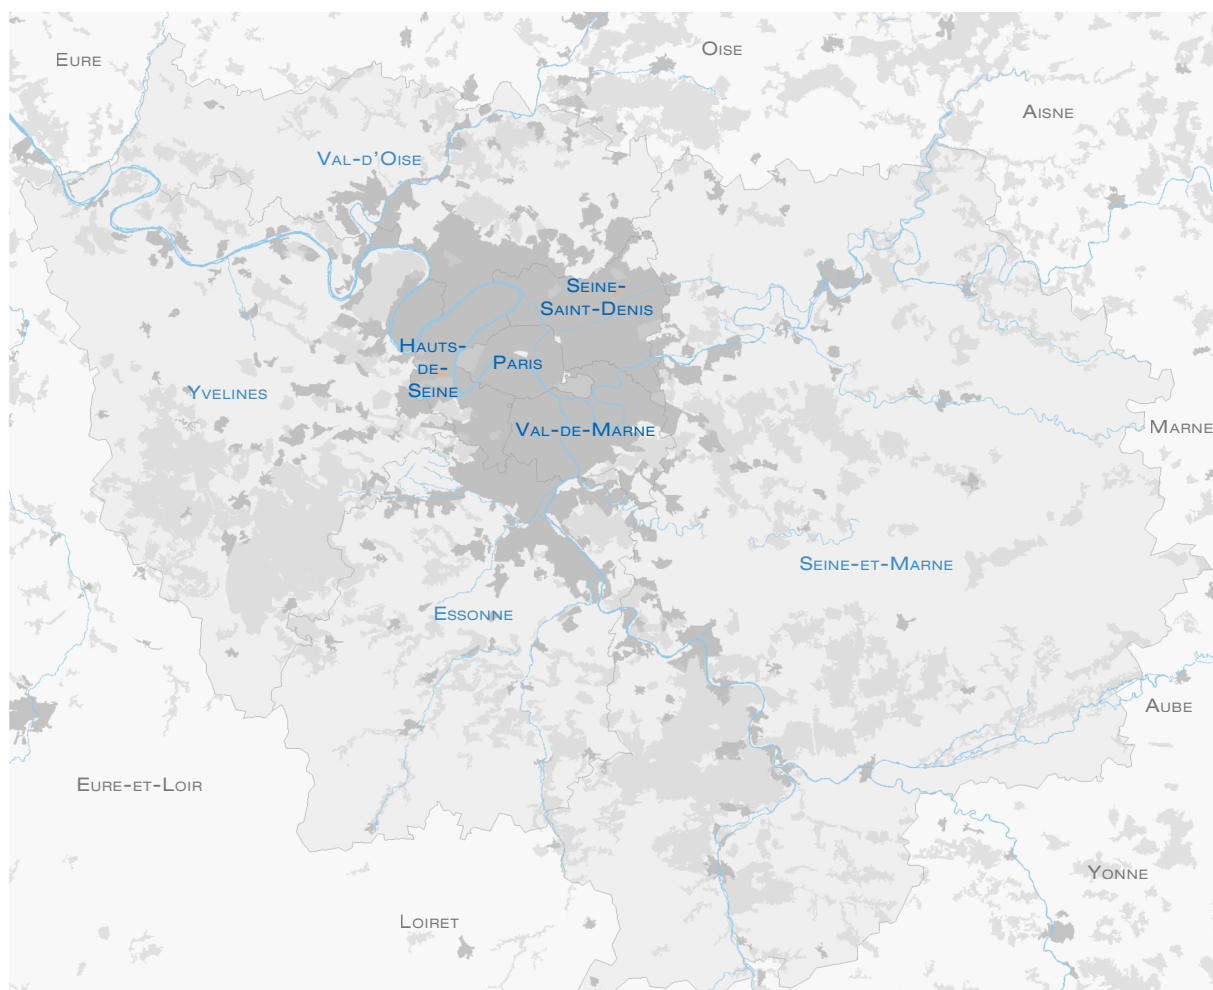 Oise
Eure
Aisne
Val-d'Oise
Seine-
Saint-Denis
Hauts-
de-
Seine
Paris
Yvelines
Val-de-Marne
Marne
Seine-et-Marne
Essonne
Aube
Eure-et-Loir
Yonne
Loiret